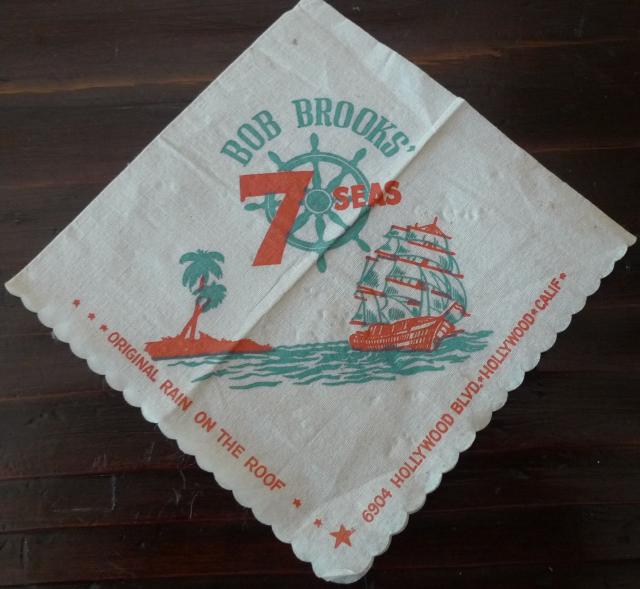 BOB BROOKS'
7 SEAS
* * * ORIGINAL RAIN ON THE ROOF * * ★
6904 HOLLYWOOD BLVD.*HOLLYWOOD*CALIF*